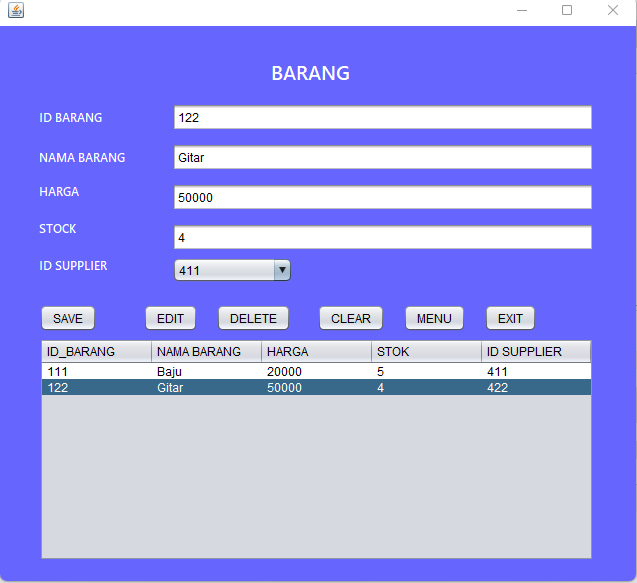 BARANG
ID BARANG 122
NAMA BARANG Gitar
HARGA 50000
STOCK 4
ID SUPPLIER 411
SAVE EDIT DELETE CLEAR MENU EXIT
ID_BARANG NAMA BARANG HARGA STOK ID SUPPLIER
111 Baju 20000 5 411
122 Gitar 50000 4 422